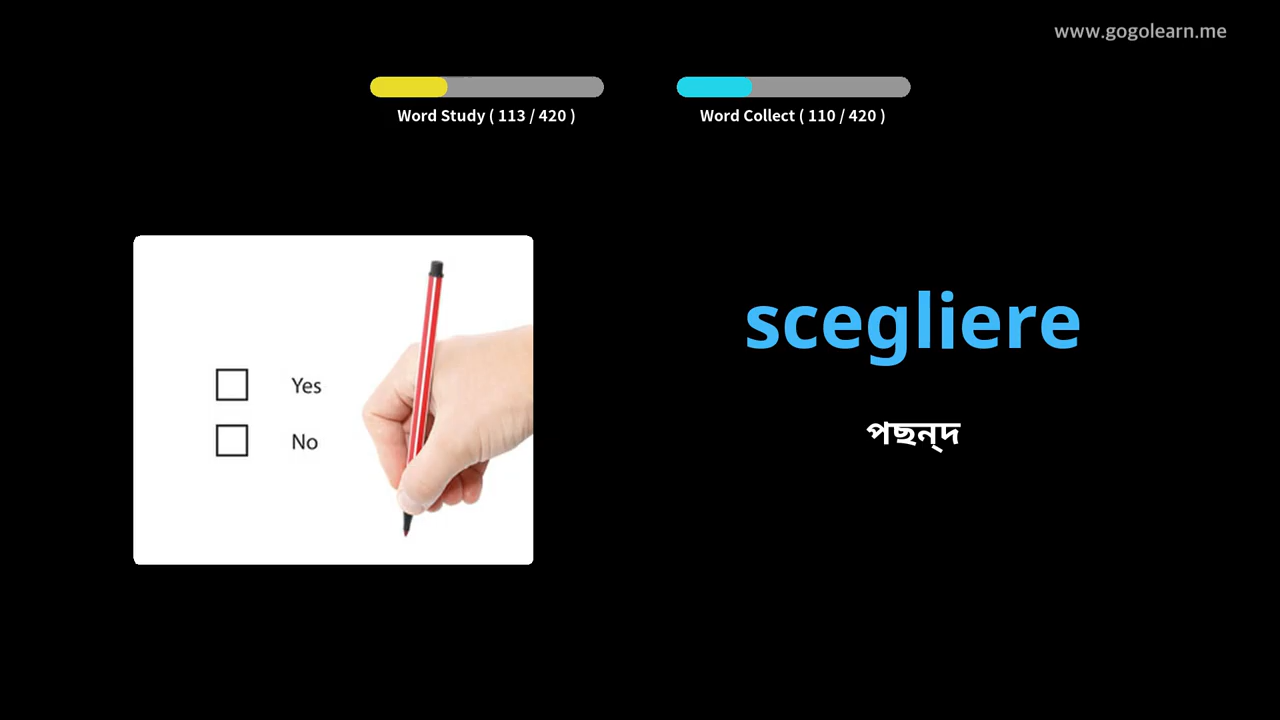 www.gogolearn.me
Word Study ( 113 / 420 )
Word Collect ( 110 / 420 )
Yes
No
scegliere
পছন্দ